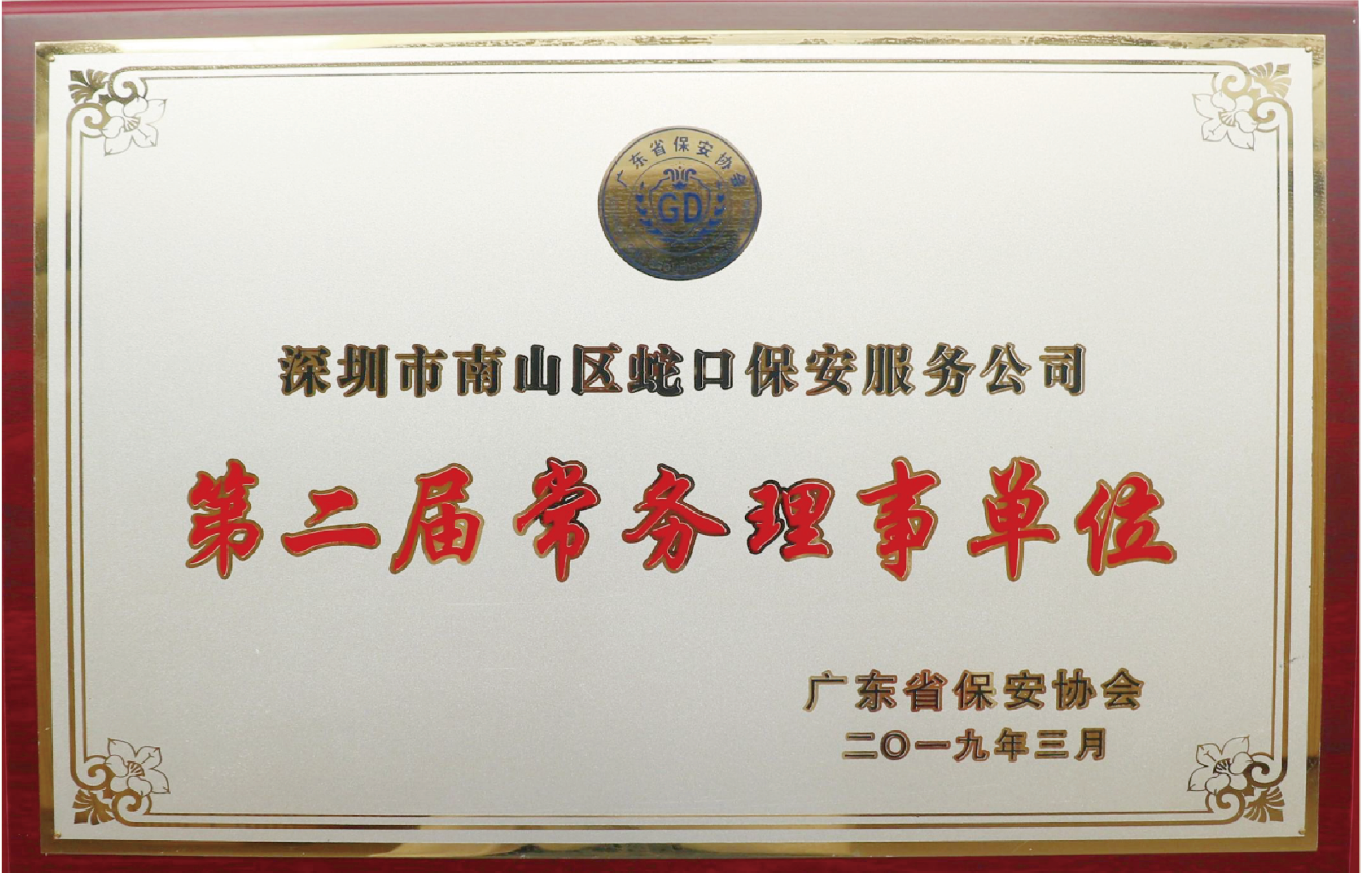 广东省保安协会
GD
深圳市南山区蛇口保安服务公司
第二届常务理事单位
广东省保安协会
二〇一九年三月